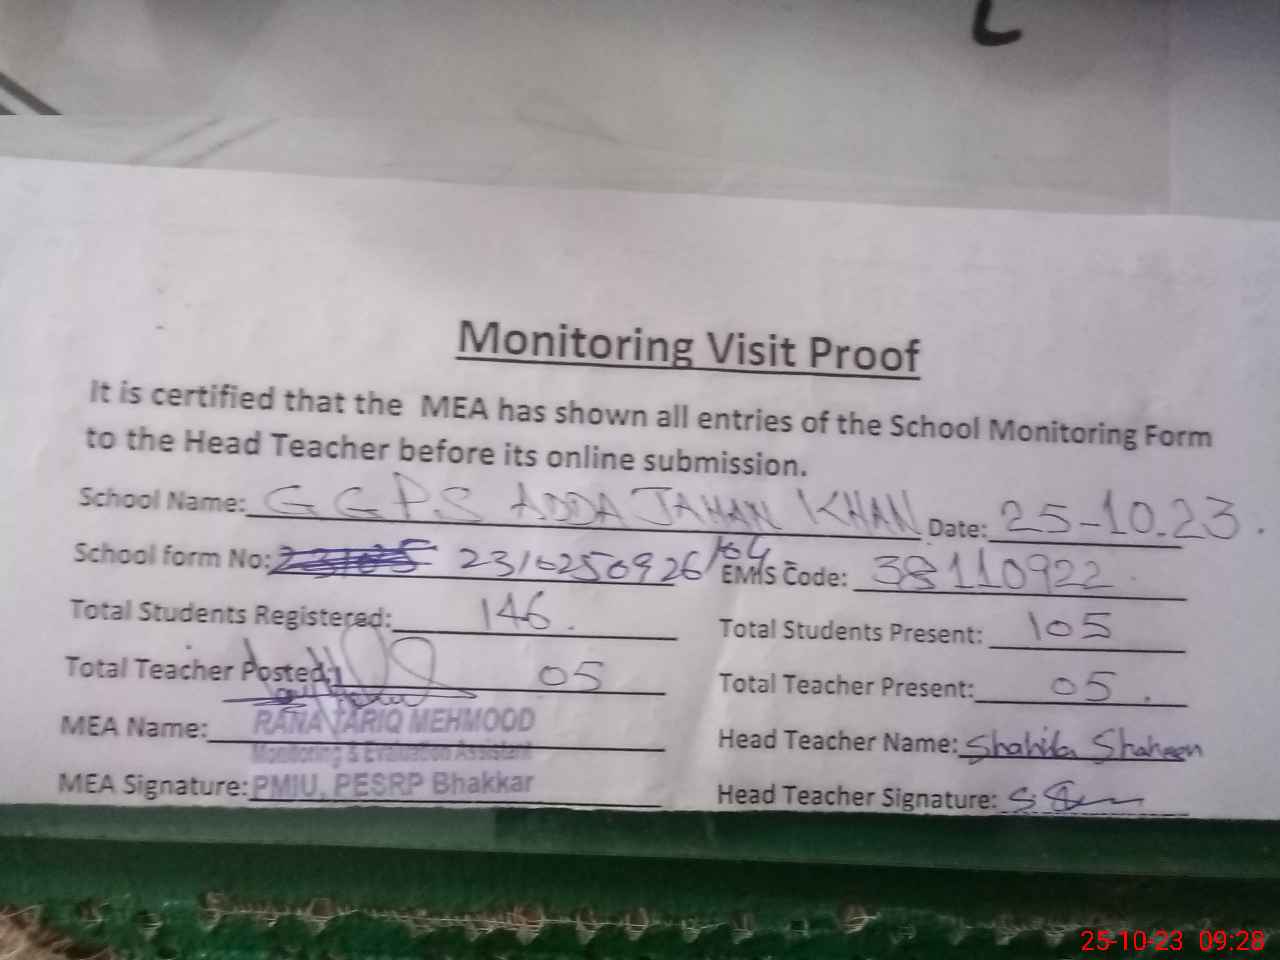 Monitoring Visit Proof
It is certified that the MEA has shown all entries of the School Monitoring Form
to the Head Teacher before its online submission.
School Name: G G P.S ADDA JAHAN KHAN Date: 25-10.23.
School form No: 2310250926104 EMIS Code: 38110922
Total Students Registered: 146. Total Students Present: 105
Total Teacher Posted: 05 Total Teacher Present: 05.
MEA Name: RANA TARIQ MEHMOOD Head Teacher Name: Shahila Shaheen
Monitoring & Evaluation Assistant
MEA Signature: PMIU, PESRP Bhakkar Head Teacher Signature:
25-10-23 09:28